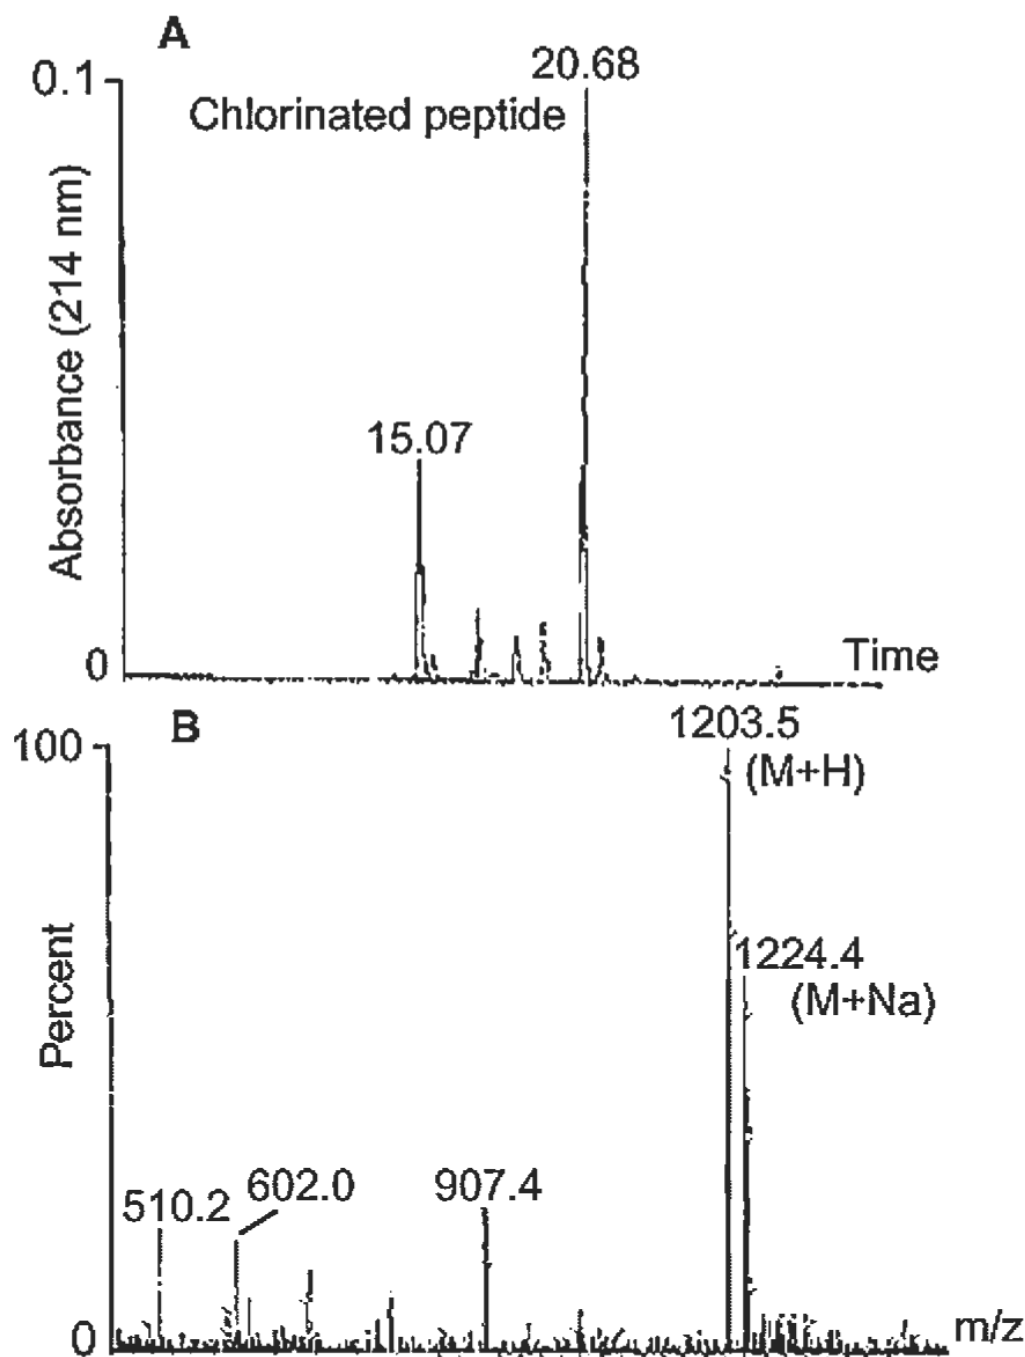 A
0.1
20.68
Chlorinated peptide
Absorbance (214 nm)
15.07
0
Time
B
100
1203.5
(M+H)
Percent
1224.4
(M+Na)
510.2
602.0
907.4
0
m/z